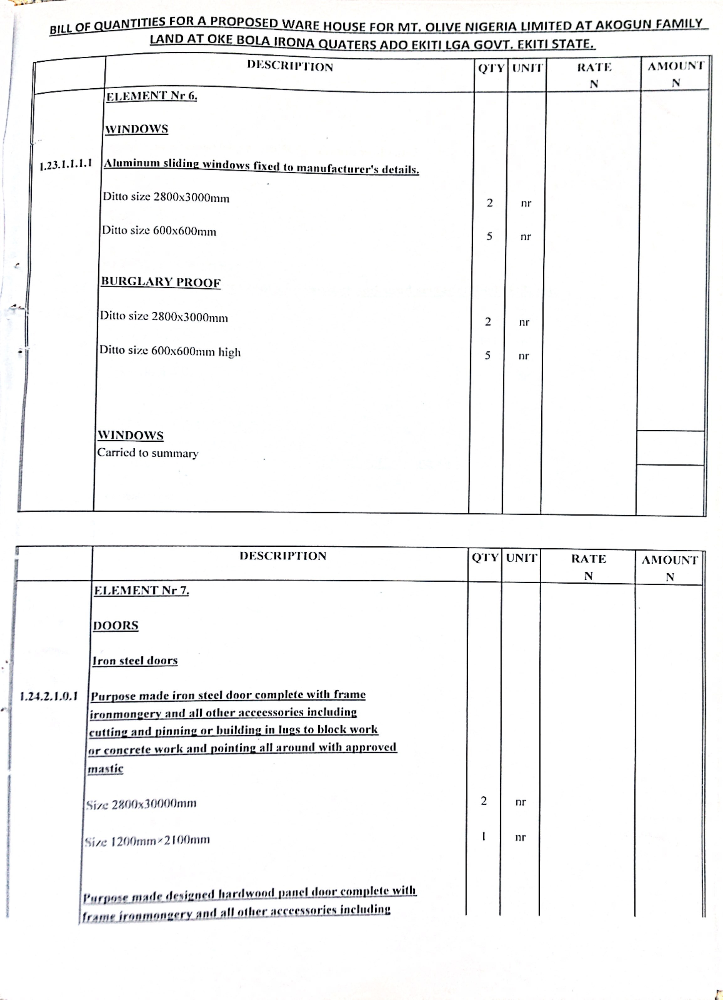 BILL OF QUANTITIES FOR A PROPOSED WARE HOUSE FOR MT. OLIVE NIGERIA LIMITED AT AKOGUN FAMILY
LAND AT OKE BOLA IRONA QUATERS ADO EKITI LGA GOVT. EKITI STATE.
DESCRIPTION QTY UNIT RATE AMOUNT
N N
ELEMENT Nr 6.
WINDOWS
1.23.1.1.1.1 Aluminum sliding windows fixed to manufacturer's details.
Ditto size 2800x3000mm 2 nr
Ditto size 600x600mm 5 nr
BURGLARY PROOF
Ditto size 2800x3000mm 2 nr
Ditto size 600x600mm high 5 nr
WINDOWS
Carried to summary
DESCRIPTION QTY UNIT RATE AMOUNT
N N
ELEMENT Nr 7.
DOORS
Iron steel doors
1.24.2.1.0.1 Purpose made iron steel door complete with frame
ironmongery and all other acccessories including
cutting and pinning or building in lugs to block work
or concrete work and pointing all around with approved
mastic
Size 2800x30000mm 2 nr
Size 1200mm×2100mm 1 nr
Purpose made designed hardwood panel door complete with
frame ironmongery and all other acccessories including